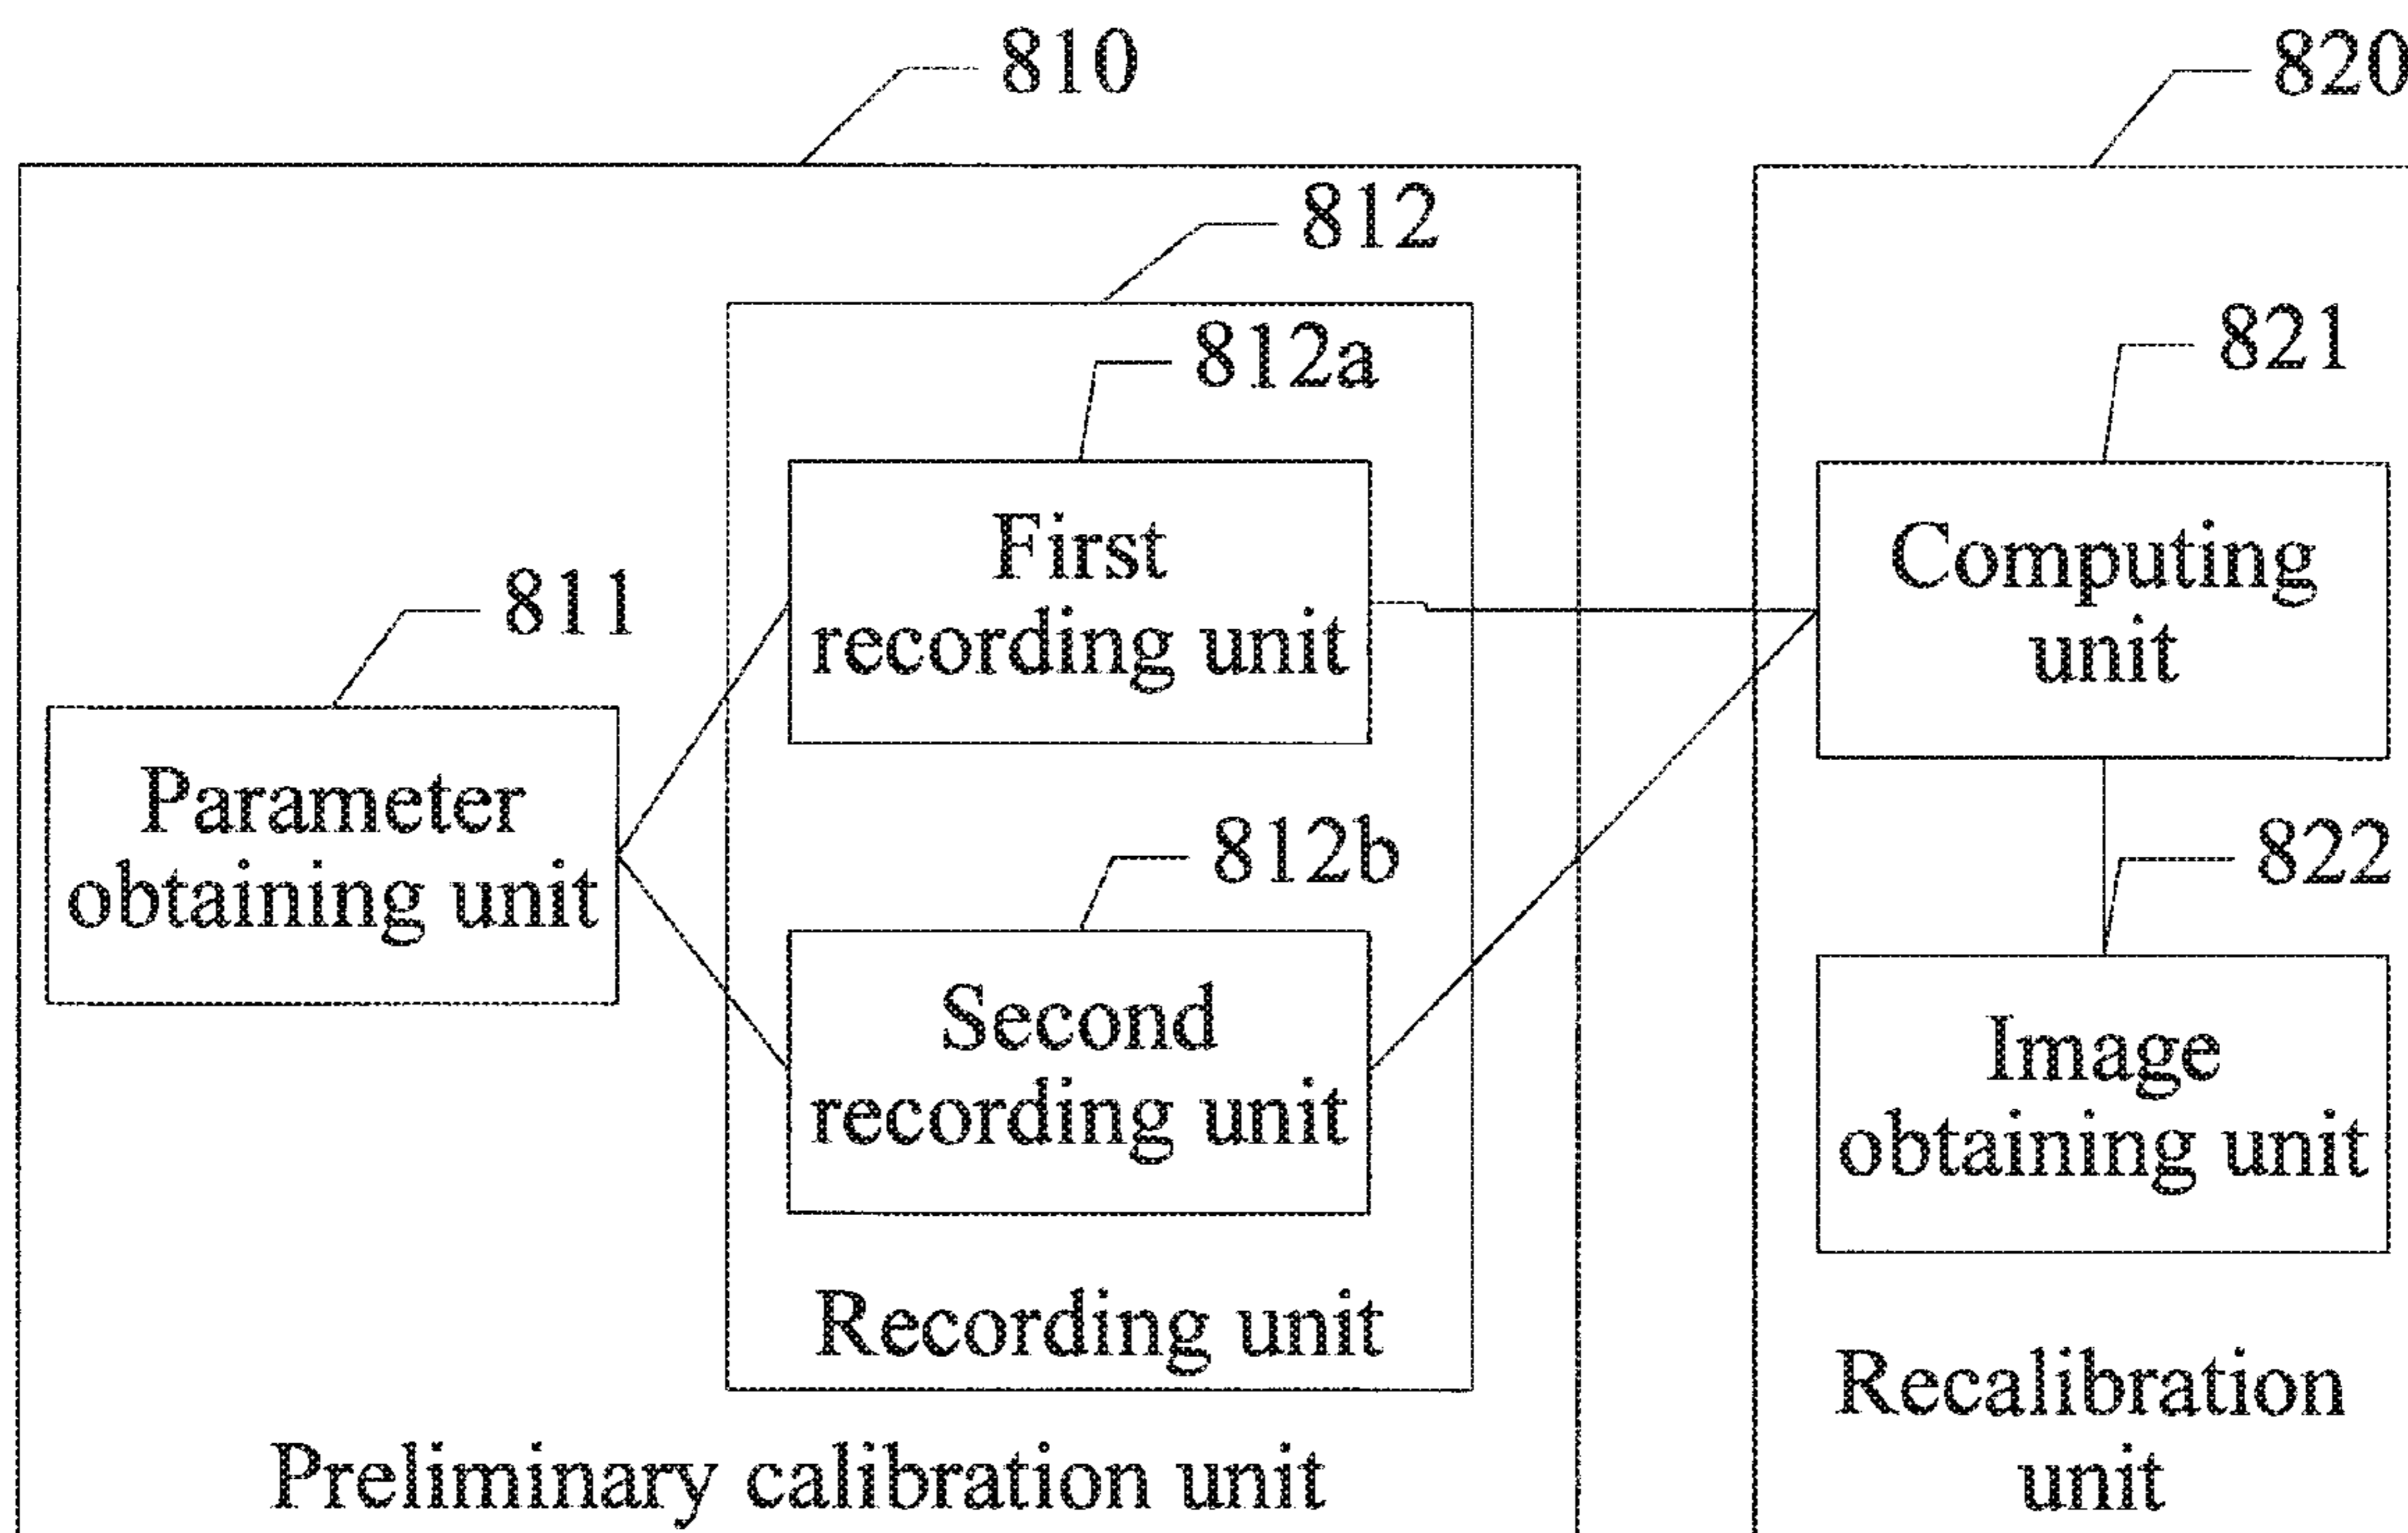 810
820
812
812a
821
First
recording unit
Computing
unit
811
Parameter
obtaining unit
812b
822
Second
recording unit
Image
obtaining unit
Recording unit
Recalibration
unit
Preliminary calibration unit